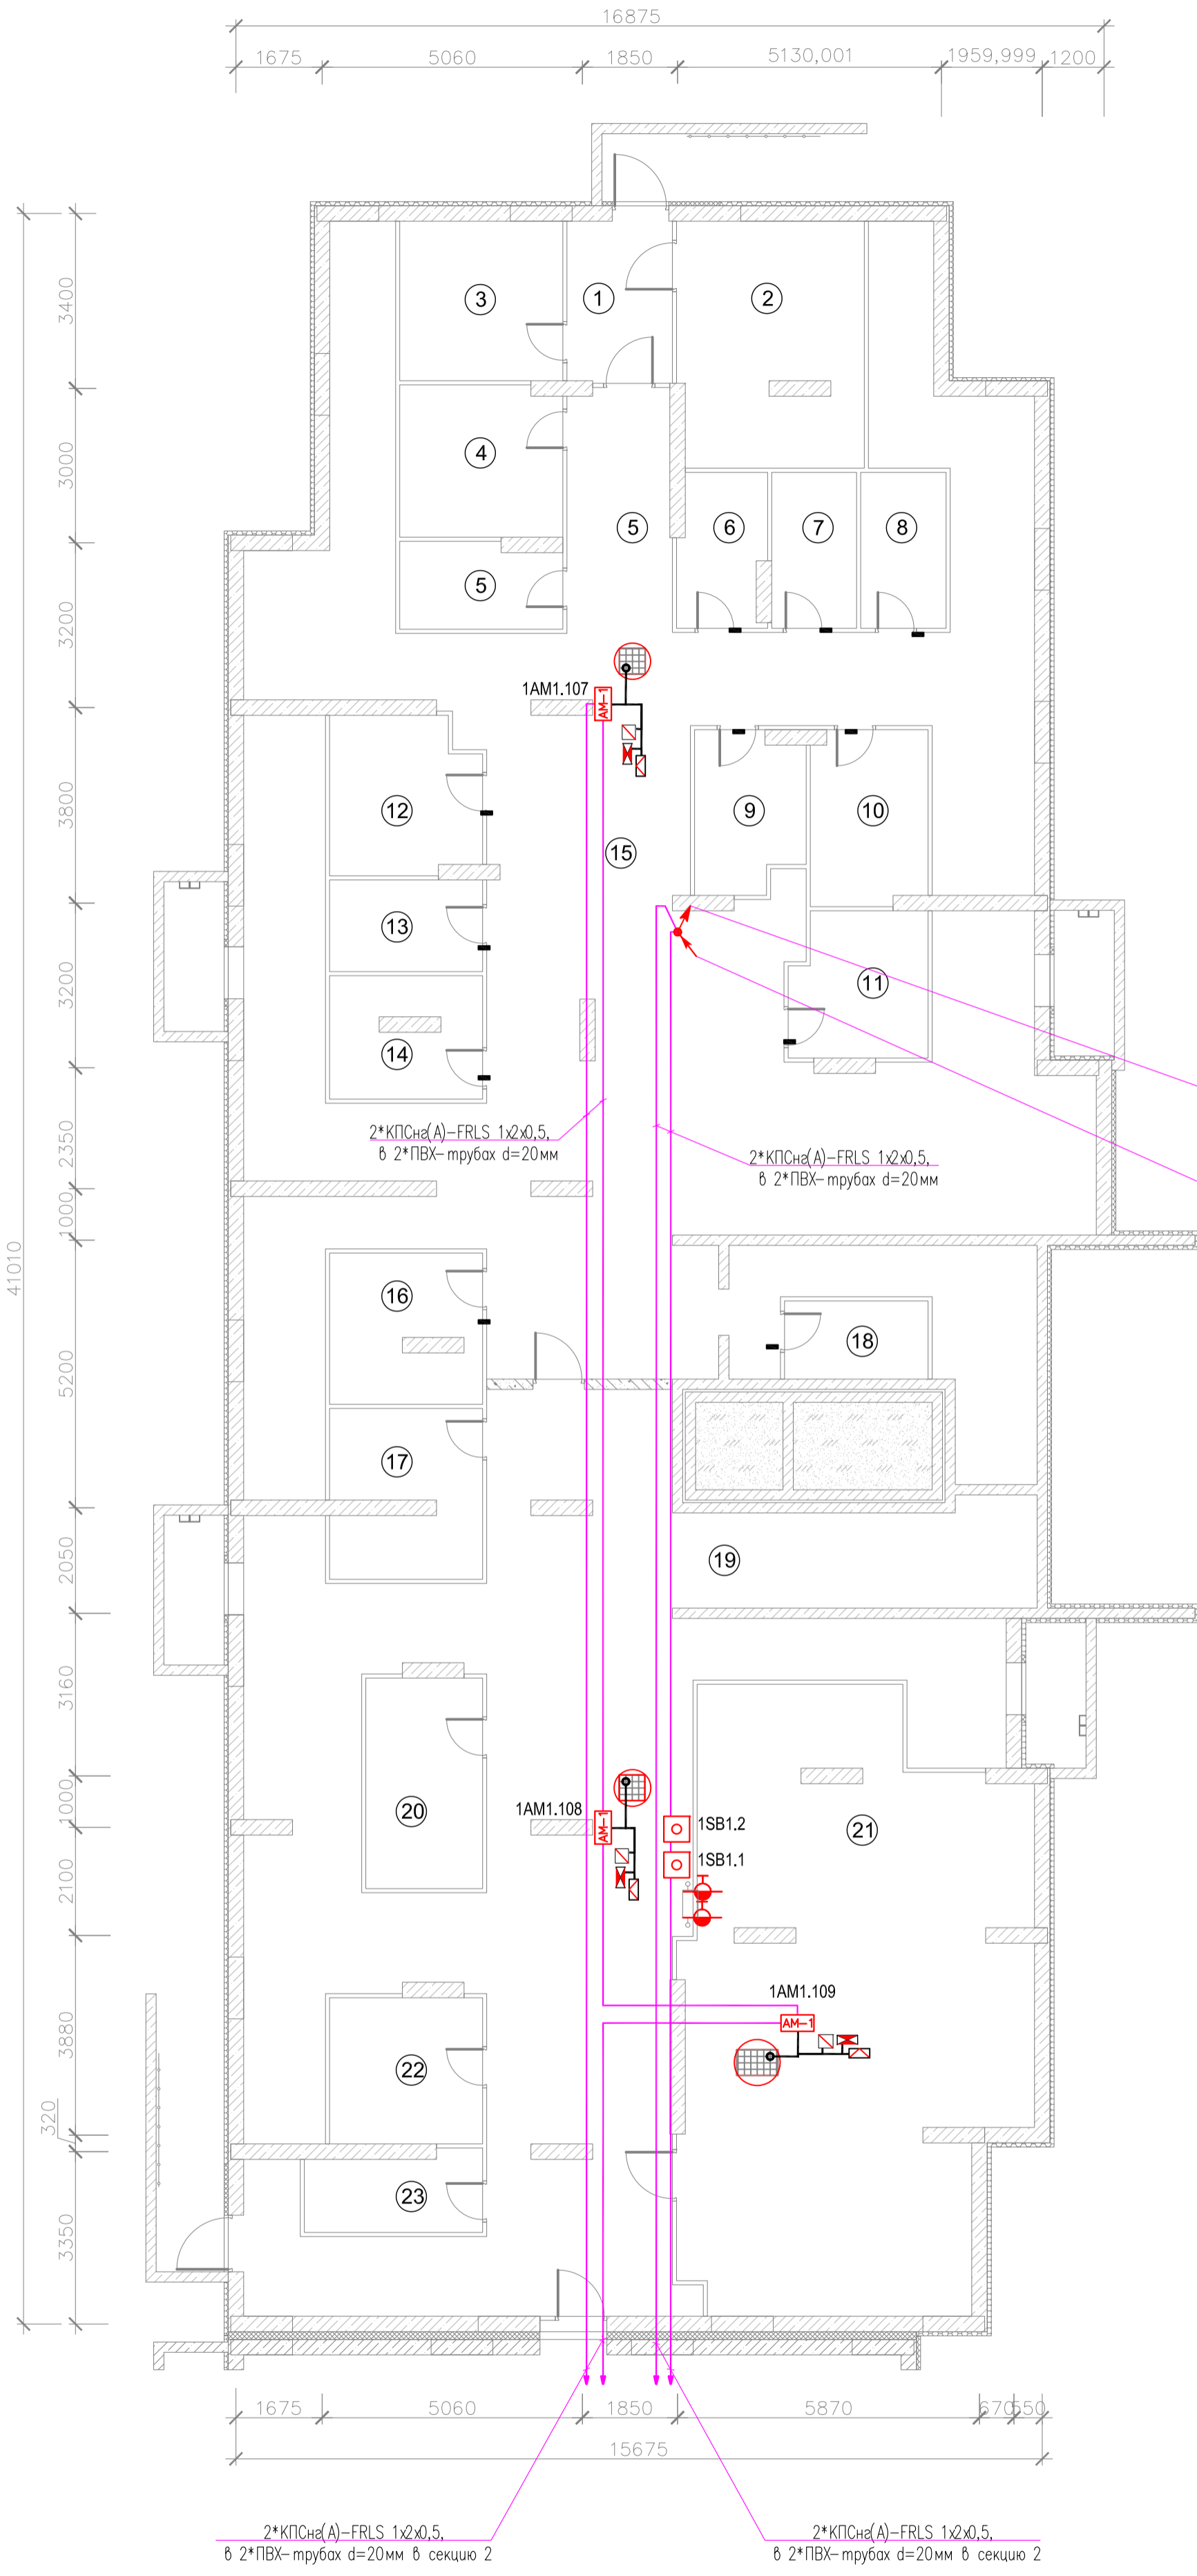 16875
1675 5060 1850 5130,001 1959,999 1200
3400
3000
3200
3800
3200
2350
1000
5200
2050
3160
1000
2100
3880
320
3350
41010
3
1
2
4
5
5
6
7
8
1АМ1.107
АМ-1
12
9
10
15
13
11
14
2*КПСнг(А)-FRLS 1х2х0,5,
в 2*ПВХ-трубах d=20мм
2*КПСнг(А)-FRLS 1х2х0,5,
в 2*ПВХ-трубах d=20мм
16
18
17
19
20
1АМ1.108
АМ-1
1SB1.2
1SB1.1
21
1АМ1.109
АМ-1
22
23
1675 5060 1850 5870 670 550
15675
2*КПСнг(А)-FRLS 1х2х0,5,
в 2*ПВХ-трубах d=20мм в секцию 2
2*КПСнг(А)-FRLS 1х2х0,5,
в 2*ПВХ-трубах d=20мм в секцию 2